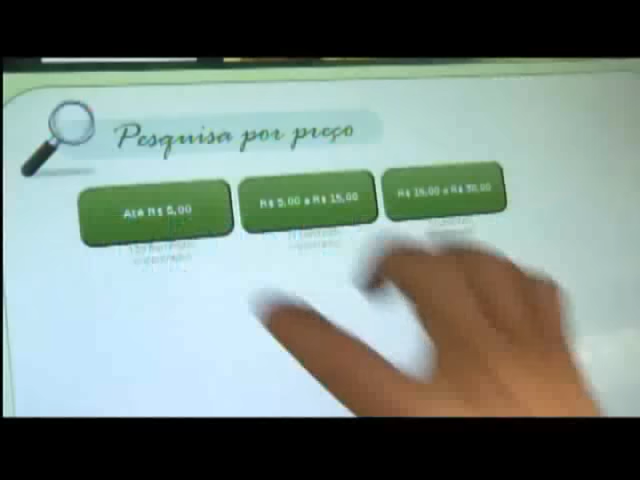 Pesquisa por preço
Até R$ 5,00
R$ 5,00 a R$ 15,00
R$ 15,00 a R$ 30,00